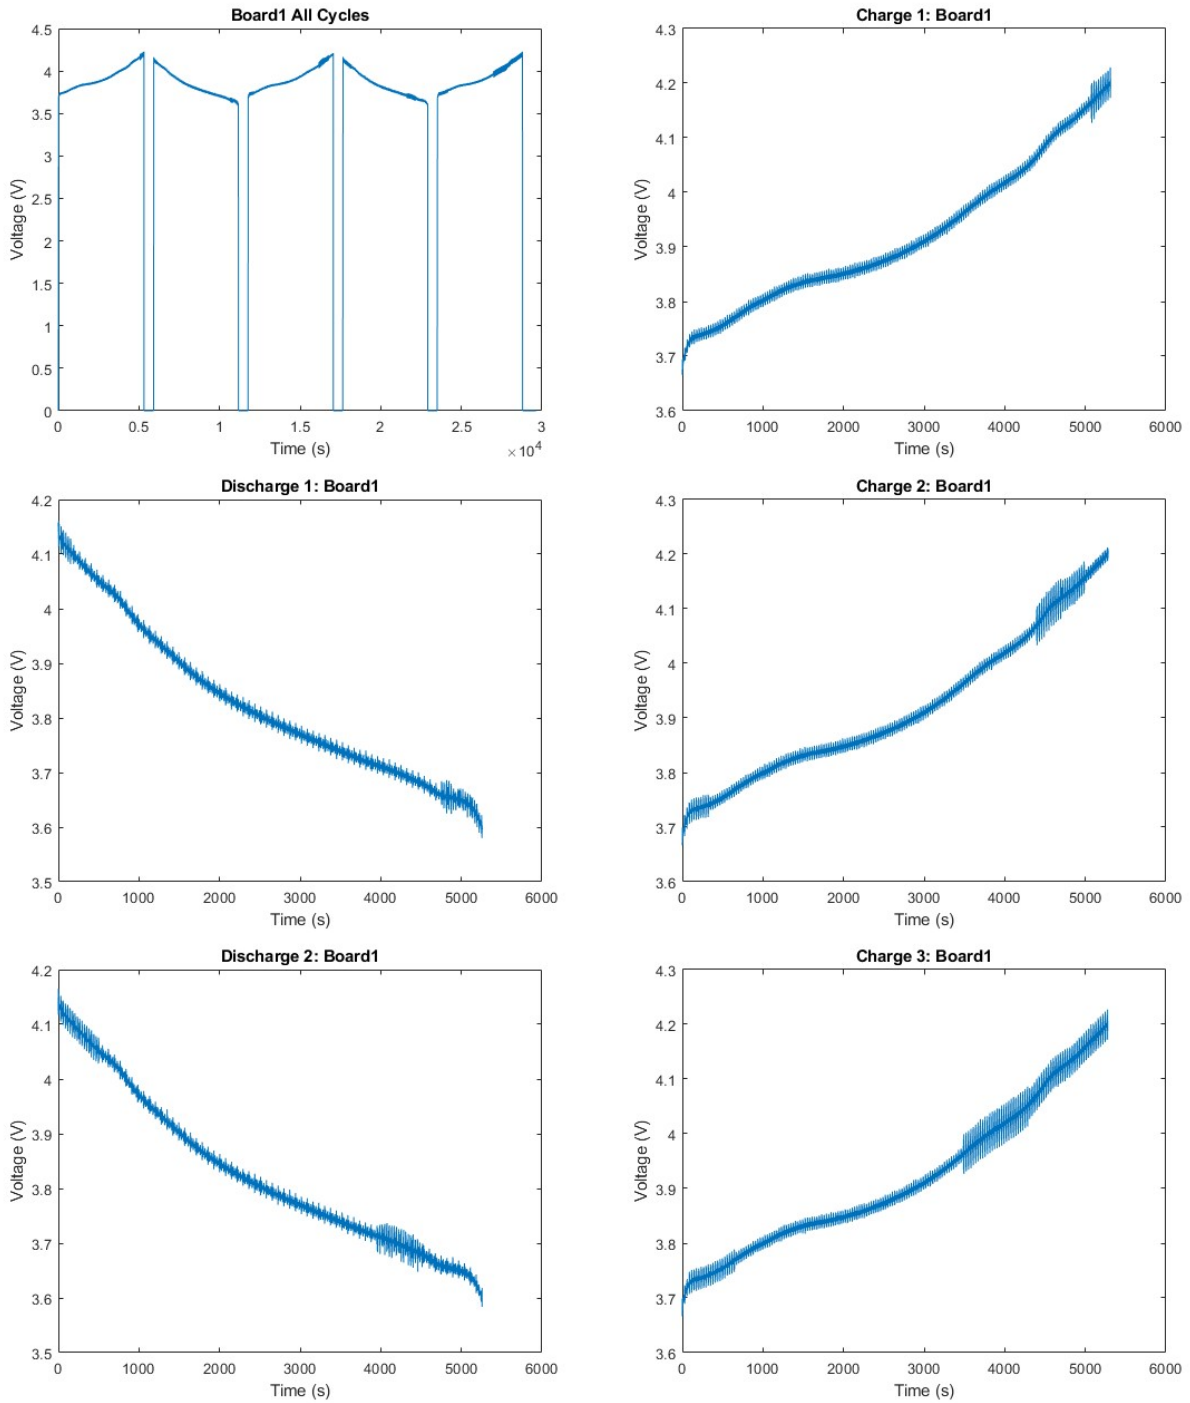 Board1 All Cycles
4.5
4
3.5
3
2.5
2
1.5
1
0.5
0
Voltage (V)
0 0.5 1 1.5 2 2.5 3
Time (s)
×10^4
Charge 1: Board1
4.3
4.2
4.1
4
3.9
3.8
3.7
3.6
Voltage (V)
0 1000 2000 3000 4000 5000 6000
Time (s)
Discharge 1: Board1
4.2
4.1
4
3.9
3.8
3.7
3.6
3.5
Voltage (V)
0 1000 2000 3000 4000 5000 6000
Time (s)
Charge 2: Board1
4.3
4.2
4.1
4
3.9
3.8
3.7
3.6
Voltage (V)
0 1000 2000 3000 4000 5000 6000
Time (s)
Discharge 2: Board1
4.2
4.1
4
3.9
3.8
3.7
3.6
3.5
Voltage (V)
0 1000 2000 3000 4000 5000 6000
Time (s)
Charge 3: Board1
4.3
4.2
4.1
4
3.9
3.8
3.7
3.6
Voltage (V)
0 1000 2000 3000 4000 5000 6000
Time (s)